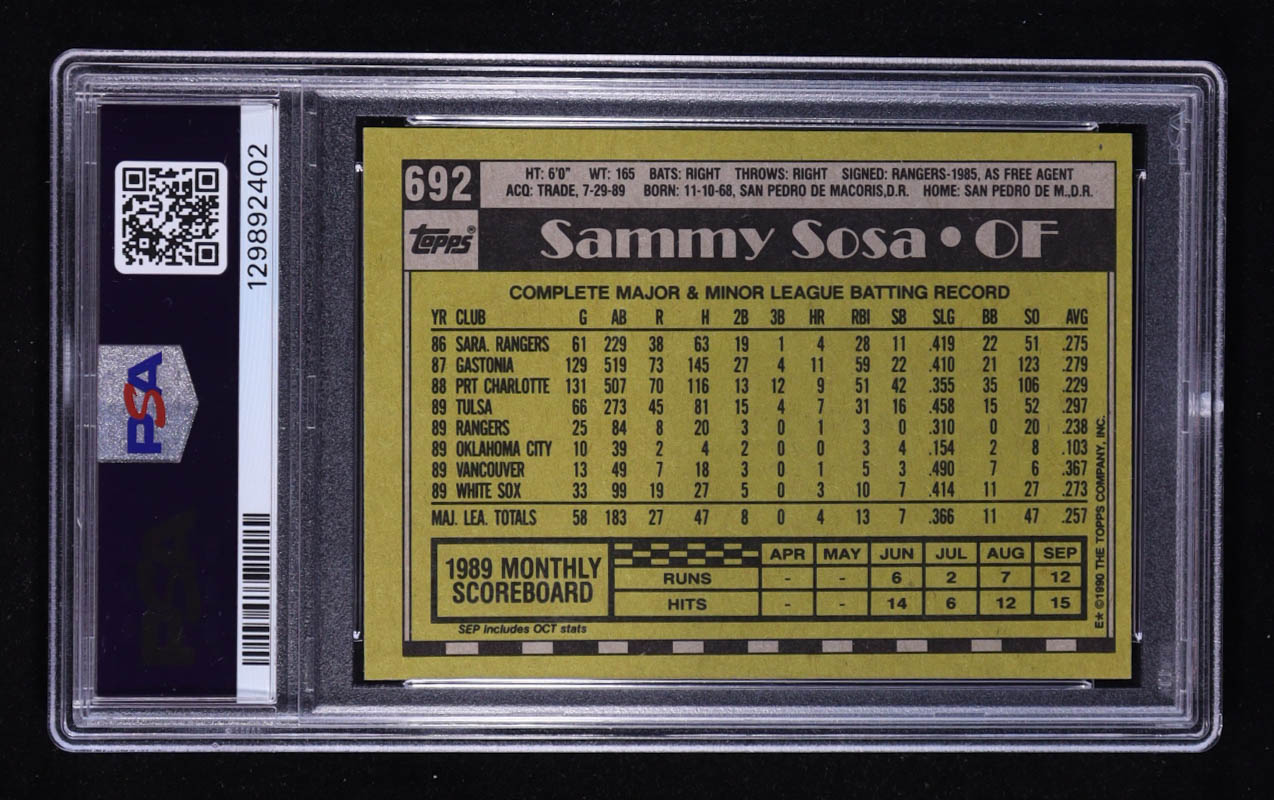 129892402
PSA
PSA
692
HT: 6'0" WT: 165 BATS: RIGHT THROWS: RIGHT SIGNED: RANGERS-1985, AS FREE AGENT
ACQ: TRADE, 7-29-89 BORN: 11-10-68, SAN PEDRO DE MACORIS,D.R. HOME: SAN PEDRO DE M.,D.R.
Topps®
Sammy Sosa • OF
COMPLETE MAJOR & MINOR LEAGUE BATTING RECORD
YR CLUB G AB R H 2B 3B HR RBI SB SLG BB SO AVG
86 SARA. RANGERS 61 229 38 63 19 1 4 28 11 .419 22 51 .275
87 GASTONIA 129 519 73 145 27 4 11 59 22 .410 21 123 .279
88 PRT CHARLOTTE 131 507 70 116 13 12 9 51 42 .355 35 106 .229
89 TULSA 66 273 45 81 15 4 7 31 16 .458 15 52 .297
89 RANGERS 25 84 8 20 3 0 1 3 0 .310 0 20 .238
89 OKLAHOMA CITY 10 39 2 4 2 0 0 3 4 .154 2 8 .103
89 VANCOUVER 13 49 7 18 3 0 1 5 3 .490 7 6 .367
89 WHITE SOX 33 99 19 27 5 0 3 10 7 .414 11 27 .273
MAJ. LEA. TOTALS 58 183 27 47 8 0 4 13 7 .366 11 47 .257
1989 MONTHLY SCOREBOARD
APR MAY JUN JUL AUG SEP
RUNS - - 6 2 7 12
HITS - - 14 6 12 15
SEP includes OCT stats
E* ©1990 THE TOPPS COMPANY, INC.